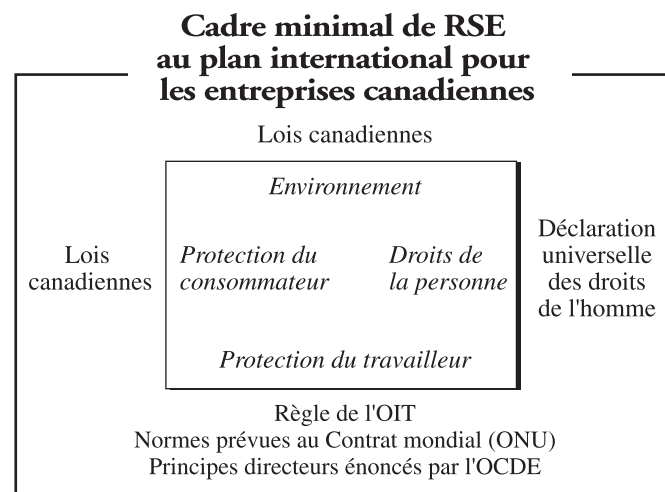 Cadre minimal de RSE
au plan international pour
les entreprises canadiennes
Lois canadiennes
Environnement
Lois
canadiennes
Protection du
consommateur
Droits de
la personne
Déclaration
universelle
des droits
de l'homme
Protection du travailleur
Règle de l'OIT
Normes prévues au Contrat mondial (ONU)
Principes directeurs énoncés par l'OCDE